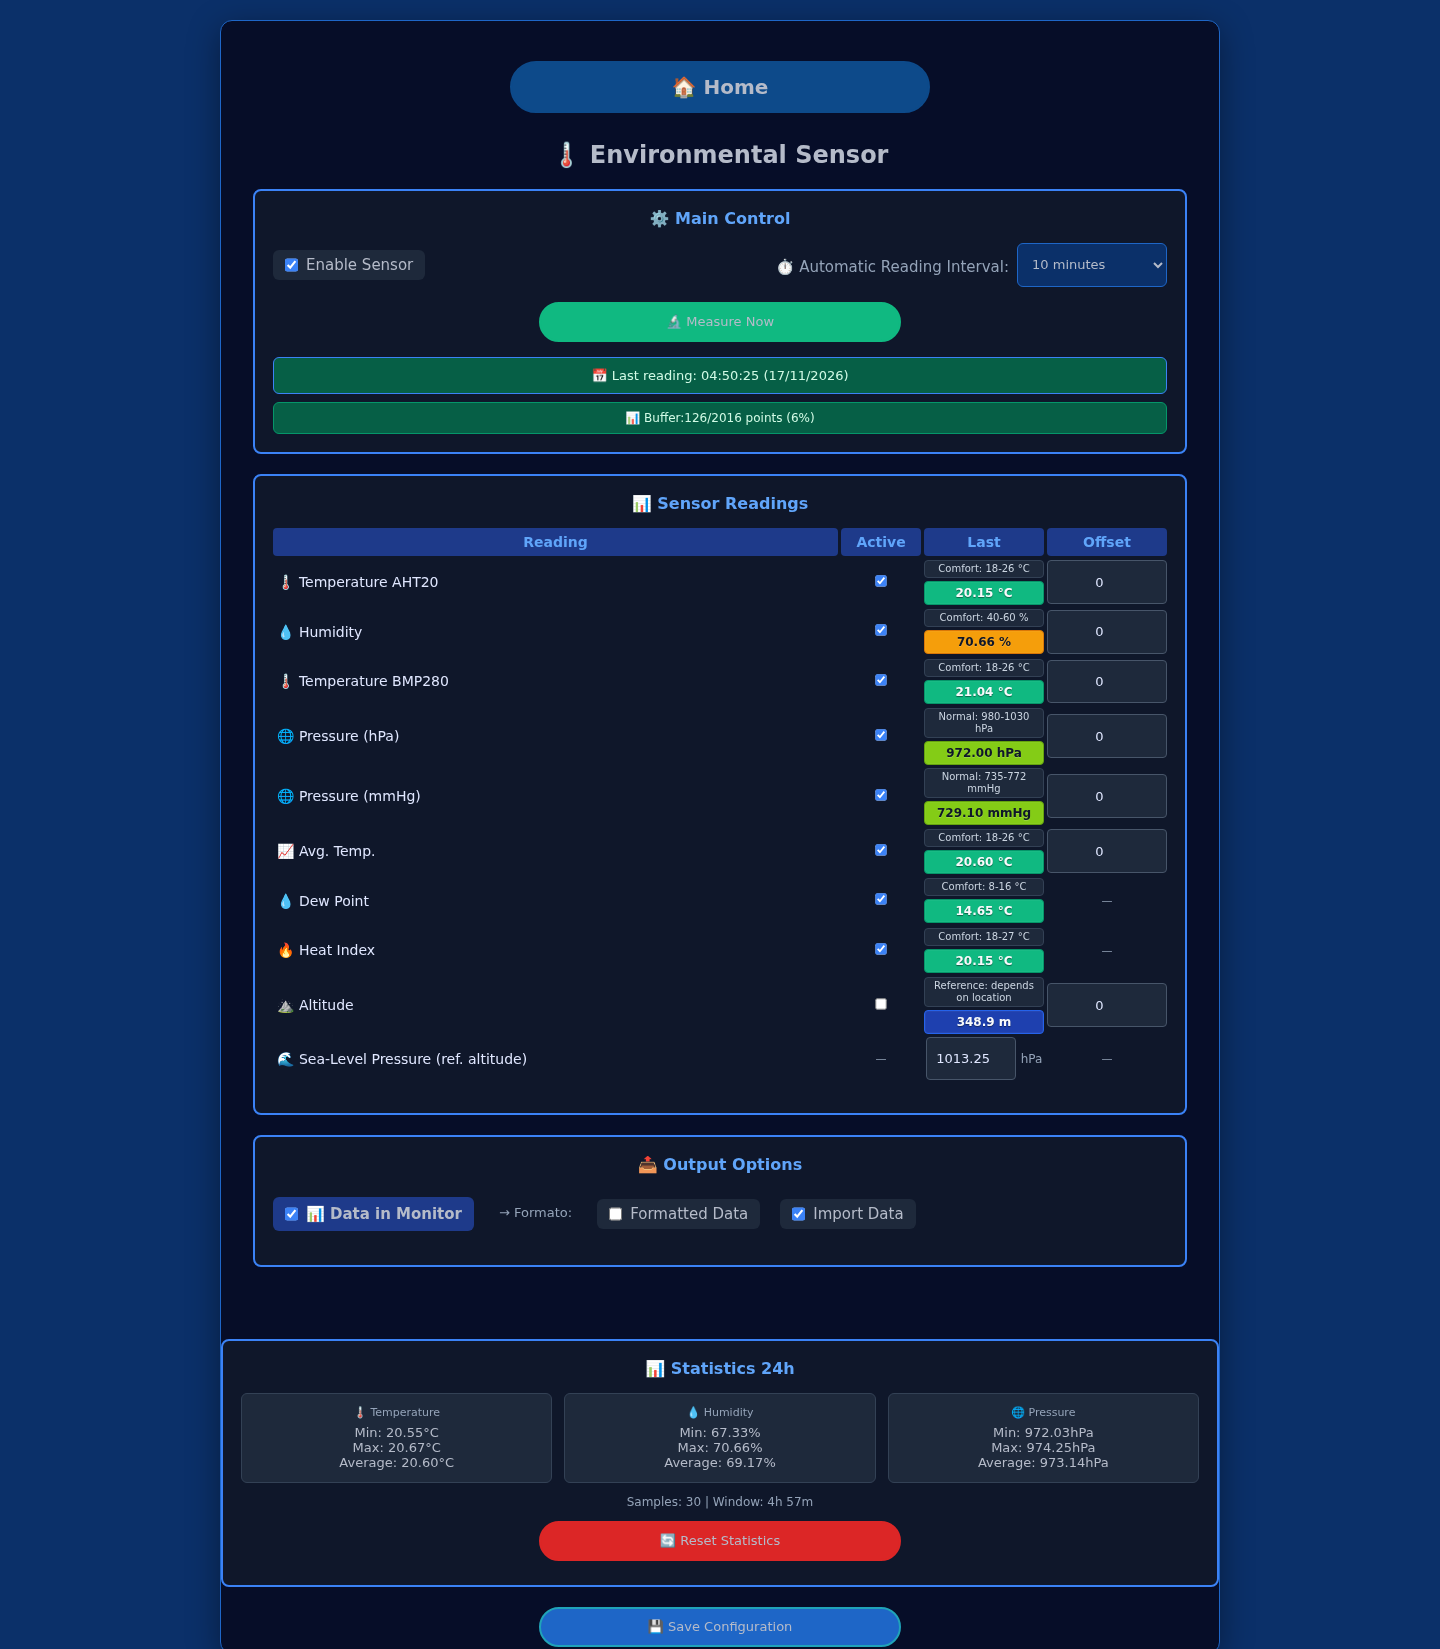 🏠 Home
🌡️ Environmental Sensor
⚙️ Main Control
Enable Sensor
⏱️ Automatic Reading Interval: 10 minutes
🔬 Measure Now
📅 Last reading: 04:50:25 (17/11/2026)
📊 Buffer:126/2016 points (6%)
📊 Sensor Readings
Reading Active Last Offset
Comfort: 18-26 °C
🌡️ Temperature AHT20 0
20.15 °C
Comfort: 40-60 %
💧 Humidity 0
70.66 %
Comfort: 18-26 °C
🌡️ Temperature BMP280 0
21.04 °C
Normal: 980-1030
hPa
🌐 Pressure (hPa) 0
972.00 hPa
Normal: 735-772
mmHg
🌐 Pressure (mmHg) 0
729.10 mmHg
Comfort: 18-26 °C
📈 Avg. Temp. 0
20.60 °C
Comfort: 8-16 °C
💧 Dew Point —
14.65 °C
Comfort: 18-27 °C
🔥 Heat Index —
20.15 °C
Reference: depends
on location
⛰️ Altitude 0
348.9 m
🌊 Sea-Level Pressure (ref. altitude) — 1013.25 hPa —
📤 Output Options
📊 Data in Monitor → Formato: Formatted Data Import Data
📊 Statistics 24h
🌡️ Temperature
Min: 20.55°C
Max: 20.67°C
Average: 20.60°C
💧 Humidity
Min: 67.33%
Max: 70.66%
Average: 69.17%
🌐 Pressure
Min: 972.03hPa
Max: 974.25hPa
Average: 973.14hPa
Samples: 30 | Window: 4h 57m
🔄 Reset Statistics
💾 Save Configuration